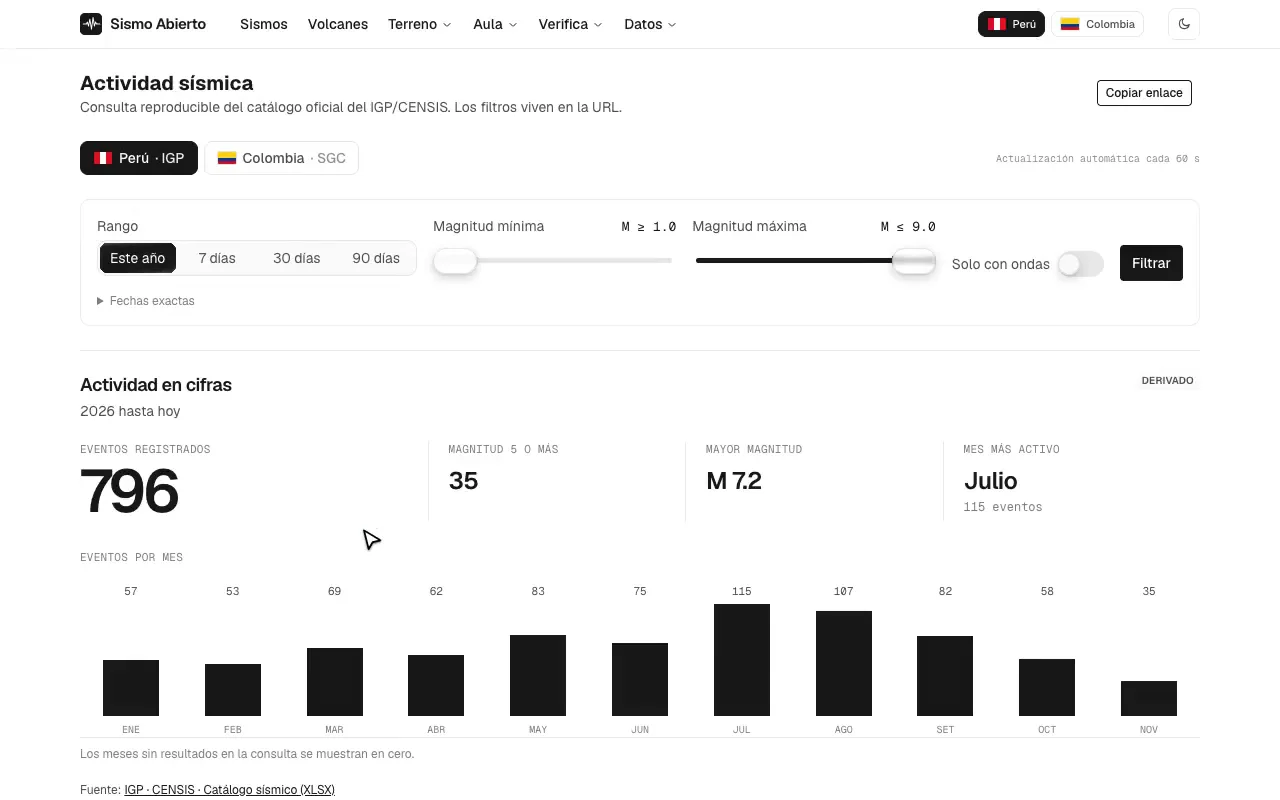 Sismo Abierto Sismos Volcanes Terreno Aula Verifica Datos Perú Colombia
Actividad sísmica
Consulta reproducible del catálogo oficial del IGP/CENSIS. Los filtros viven en la URL.
Copiar enlace
Perú · IGP Colombia · SGC Actualización automática cada 60 s
Rango Magnitud mínima M ≥ 1.0 Magnitud máxima M ≤ 9.0
Este año 7 días 30 días 90 días Solo con ondas Filtrar
Fechas exactas
Actividad en cifras DERIVADO
2026 hasta hoy
EVENTOS REGISTRADOS MAGNITUD 5 O MÁS MAYOR MAGNITUD MES MÁS ACTIVO
796 35 M 7.2 Julio
115 eventos
EVENTOS POR MES
57 53 69 62 83 75 115 107 82 58 35
ENE FEB MAR ABR MAY JUN JUL AGO SET OCT NOV
Los meses sin resultados en la consulta se muestran en cero.
Fuente: IGP · CENSIS · Catálogo sísmico (XLSX)